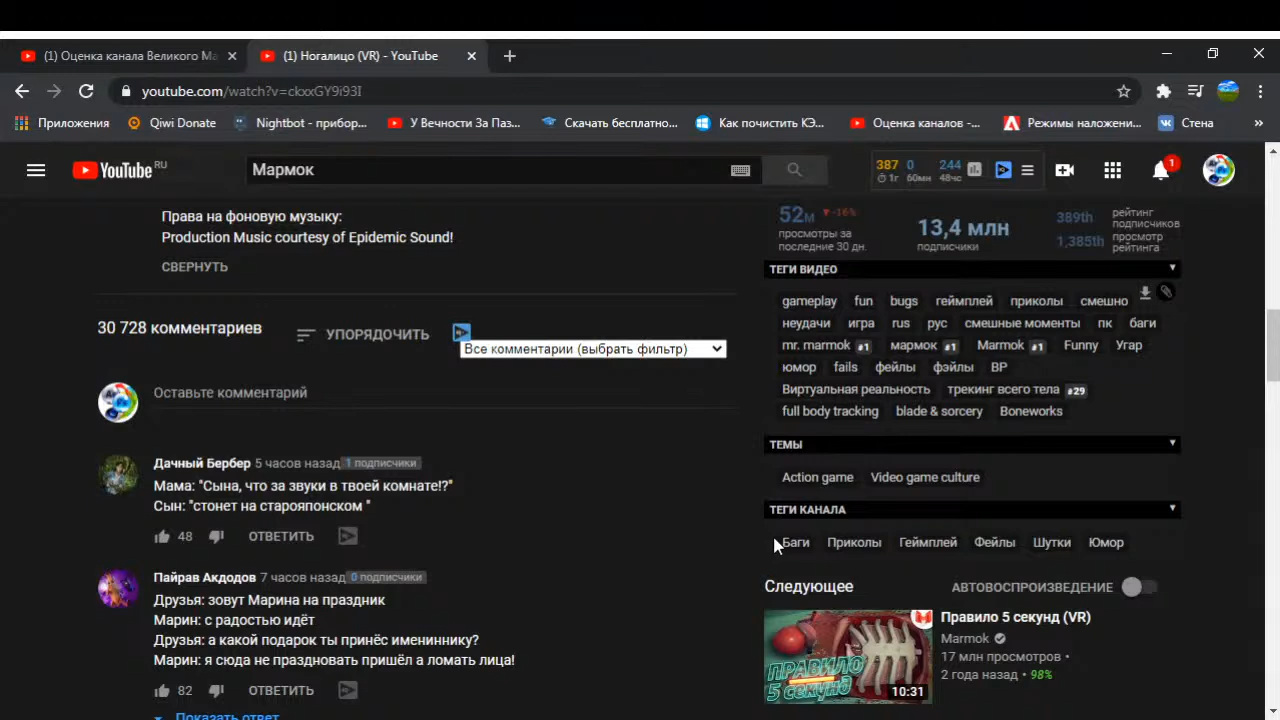 (1) Оценка канала Великого Ма
(1) Ногалицо (VR) - YouTube
youtube.com/watch?v=ckxxGY9i93I
Приложения
Qiwi Donate
Nightbot - прибор...
У Вечности За Паз...
Скачать бесплатно...
Как почистить КЭ...
Оценка каналов -...
Режимы наложени...
Стена
»
YouTube RU
Мармок
387 0 244
1г 60мн 48чс
1
Права на фоновую музыку:
Production Music courtesy of Epidemic Sound!
СВЕРНУТЬ
30 728 комментариев
УПОРЯДОЧИТЬ
Все комментарии (выбрать фильтр)
Оставьте комментарий
Дачный Бербер 5 часов назад 1 подписчики
Мама: "Сына, что за звуки в твоей комнате!?"
Сын: "стонет на старояпонском "
48 ОТВЕТИТЬ
Пайрав Акдодов 7 часов назад 0 подписчики
Друзья: зовут Марина на праздник
Марин: с радостью идёт
Друзья: а какой подарок ты принёс имениннику?
Марин: я сюда не праздновать пришёл а ломать лица!
82 ОТВЕТИТЬ
Показать ответ
52м -16%
просмотры за
последние 30 дн.
13,4 млн
подписчики
389th рейтинг
подписчиков
1,385th просмотр
рейтинга
ТЕГИ ВИДЕО
gameplay fun bugs геймплей приколы смешно
неудачи игра rus рус смешные моменты пк баги
mr. marmok #1 мармок #1 Marmok #1 Funny Угар
юмор fails фейлы фэйлы ВР
Виртуальная реальность трекинг всего тела #29
full body tracking blade & sorcery Boneworks
ТЕМЫ
Action game Video game culture
ТЕГИ КАНАЛА
Баги Приколы Геймплей Фейлы Шутки Юмор
Следующее
АВТОВОСПРОИЗВЕДЕНИЕ
ПРАВИЛО
5 СЕКУНД
10:31
Правило 5 секунд (VR)
Marmok
17 млн просмотров •
2 года назад • 98%